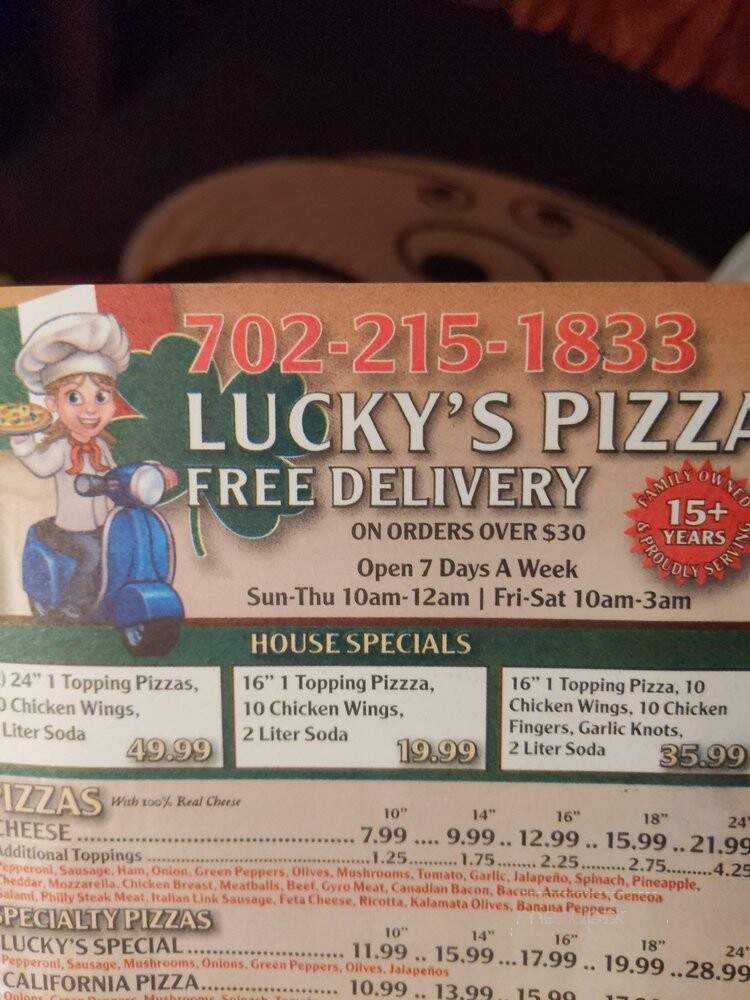 702-215-1833
LUCKY'S PIZZA
FREE DELIVERY
ON ORDERS OVER $30
FAMILY OWNED
15+
YEARS
& PROUDLY SERVING
Open 7 Days A Week
Sun-Thu 10am-12am | Fri-Sat 10am-3am
HOUSE SPECIALS
24" 1 Topping Pizzas,
Chicken Wings,
Liter Soda
49.99
16" 1 Topping Pizzza,
10 Chicken Wings,
2 Liter Soda
19.99
16" 1 Topping Pizza, 10
Chicken Wings, 10 Chicken
Fingers, Garlic Knots,
2 Liter Soda
35.99
PIZZAS With 100% Real Cheese
10" 14" 16" 18" 24"
CHEESE 7.99 .... 9.99 .. 12.99 .. 15.99 .. 21.99
Additional Toppings 1.25 1.75 2.25 2.75 4.25
Pepperoni, Sausage, Ham, Onion, Green Peppers, Olives, Mushrooms, Tomato, Garlic, Jalapeño, Spinach, Pineapple,
Cheddar, Mozzarella, Chicken Breast, Meatballs, Beef, Gyro Meat, Canadian Bacon, Bacon, Anchovies, Geneoa
Salami, Philly Steak Meat, Italian Link Sausage, Feta Cheese, Ricotta, Kalamata Olives, Banana Peppers
SPECIALTY PIZZAS
10" 14" 16" 18" 24"
LUCKY'S SPECIAL 11.99 .. 15.99 ... 17.99 .. 19.99 .. 28.99
Pepperoni, Sausage, Mushrooms, Onions, Green Peppers, Olives, Jalapeños
CALIFORNIA PIZZA 10.99 .. 13.99 .. 15.99